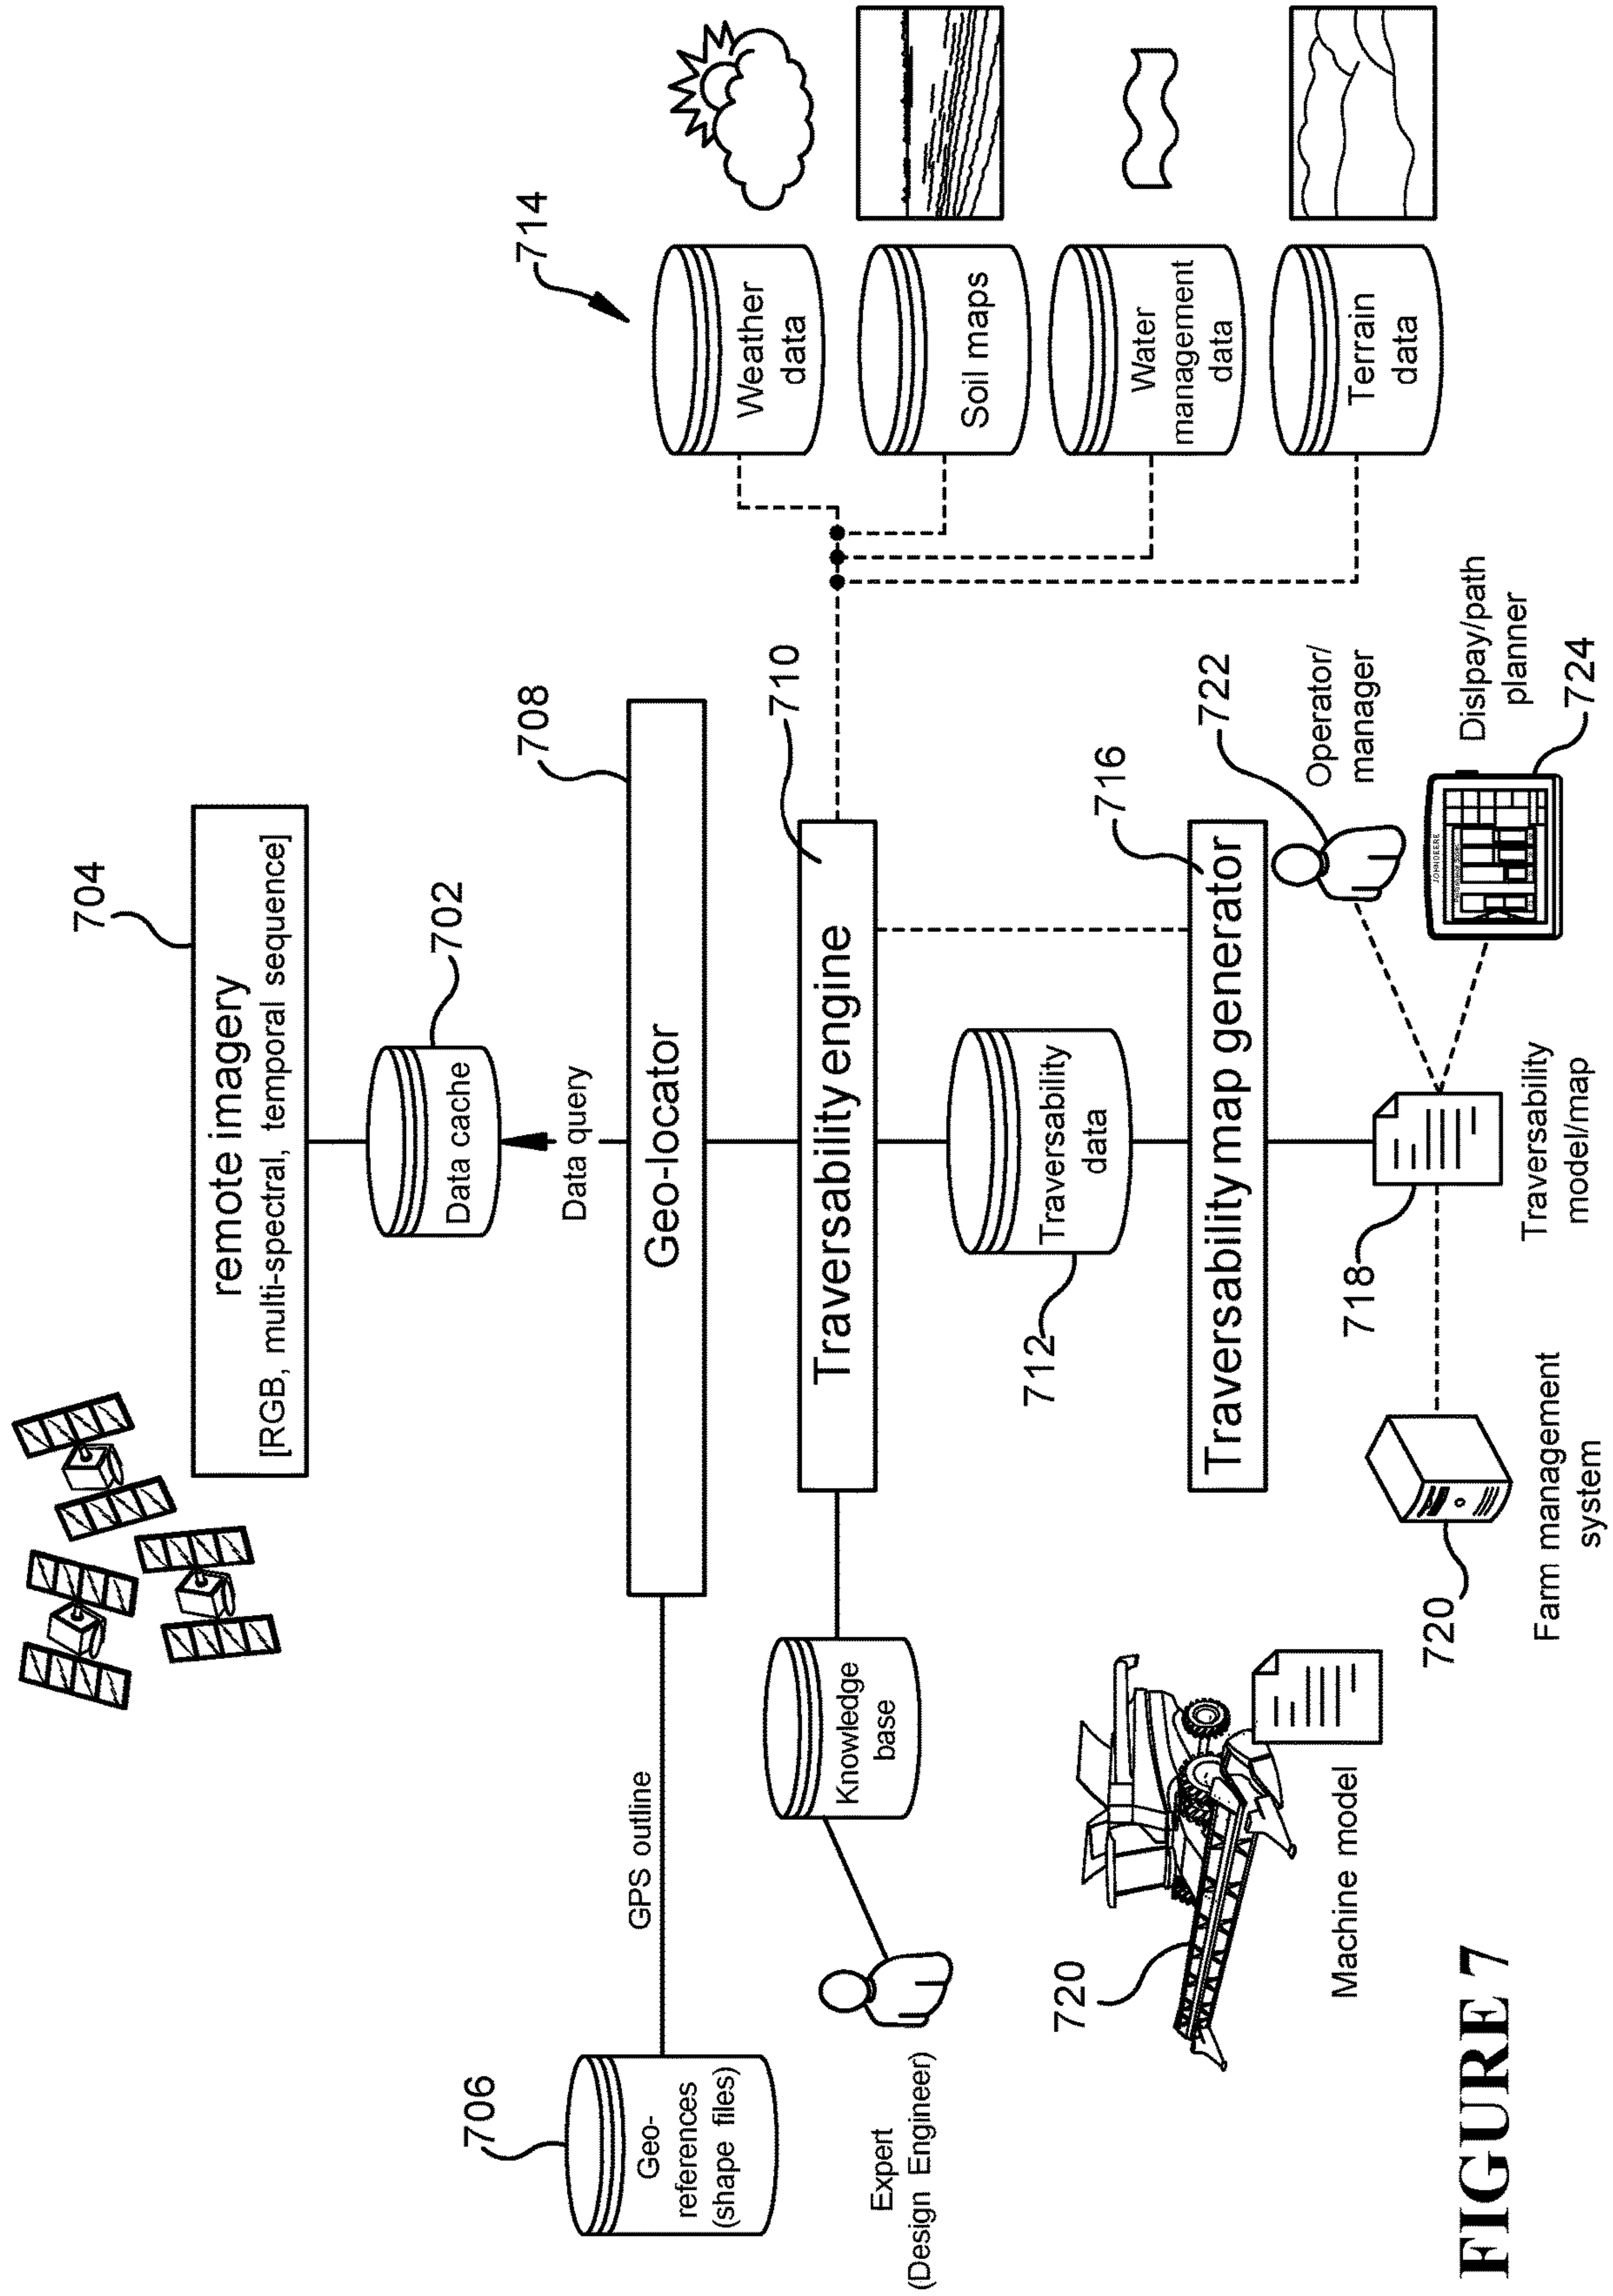 704
remote imagery
[RGB, multi-spectral, temporal sequence]
702
Data cache
Data query
708
Geo-locator
706
Geo-
references
(shape files)
GPS outline
710
Traversability engine
Knowledge
base
Expert
(Design Engineer)
714
Weather
data
Soil maps
Water
management
data
Terrain
data
712
Traversability
data
716
Traversability map generator
720
Machine model
718
Traversability
model/map
720
Farm management
system
722
Operator/
manager
JOHN DEERE
724
Dislpay/path
planner
FIGURE 7